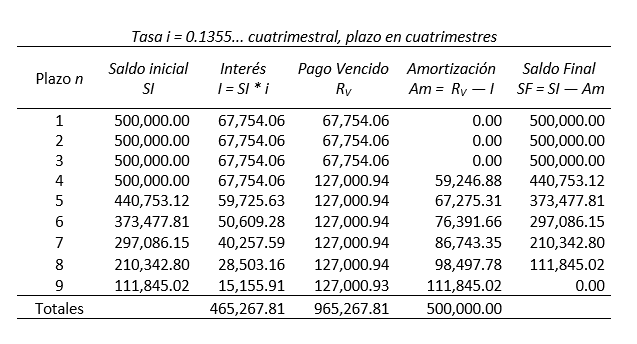 Tasa i = 0.1355... cuatrimestral, plazo en cuatrimestres
Plazo n Saldo inicial SI Interés I = SI * i Pago Vencido RV Amortización Am = RV — I Saldo Final SF = SI — Am
1 500,000.00 67,754.06 67,754.06 0.00 500,000.00
2 500,000.00 67,754.06 67,754.06 0.00 500,000.00
3 500,000.00 67,754.06 67,754.06 0.00 500,000.00
4 500,000.00 67,754.06 127,000.94 59,246.88 440,753.12
5 440,753.12 59,725.63 127,000.94 67,275.31 373,477.81
6 373,477.81 50,609.28 127,000.94 76,391.66 297,086.15
7 297,086.15 40,257.59 127,000.94 86,743.35 210,342.80
8 210,342.80 28,503.16 127,000.94 98,497.78 111,845.02
9 111,845.02 15,155.91 127,000.93 111,845.02 0.00
Totales 465,267.81 965,267.81 500,000.00